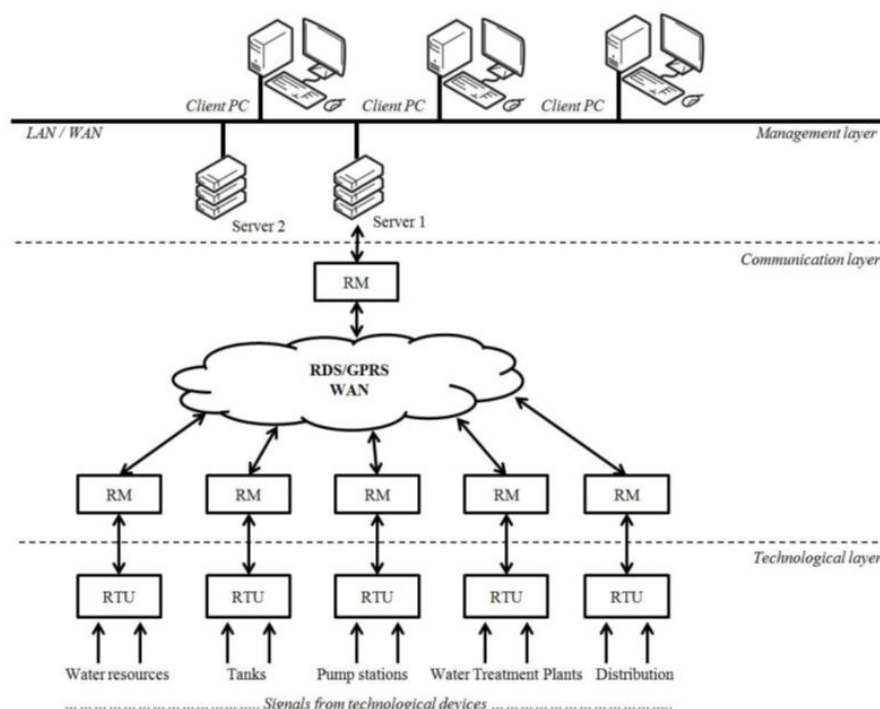 Client PC Client PC Client PC
LAN / WAN Management layer
Server 2 Server 1
Communication layer
RM
RDS/GPRS
WAN
RM RM RM RM RM
Technological layer
RTU RTU RTU RTU RTU
Water resources Tanks Pump stations Water Treatment Plants Distribution
……………………………….. Signals from technological devices ………………………………..